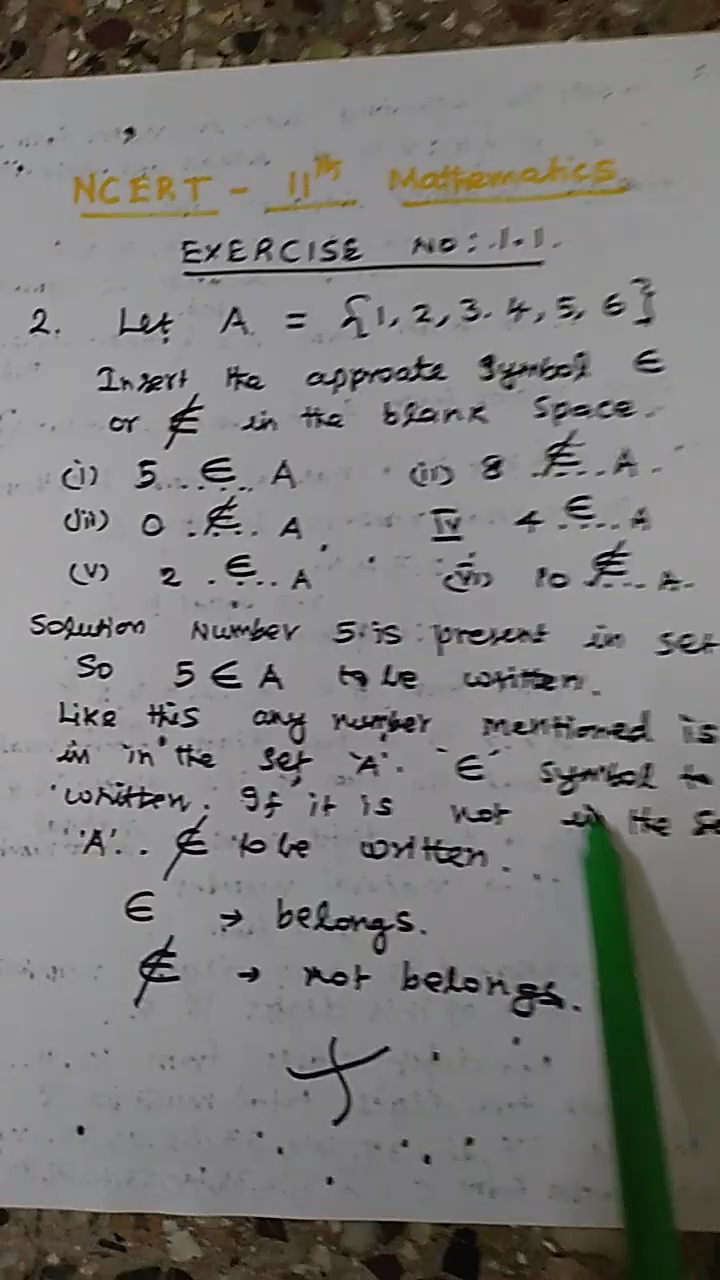 NCERT - 11th Mathematics
EXERCISE NO: 1.1.
2. Let A = {1, 2, 3. 4, 5, 6}
Insert the approate symbol ∈
or ∉ in the blank space.
(i) 5...∈.. A (ii) 8 .∉... A.
(iii) 0 .∉.. A IV 4 ..∈... A
(v) 2 .∈... A (vi) 10 .∉... A.
Solution Number 5 is present in set
So 5 ∈ A to be written.
Like this any number mentioned is
in in the set 'A'. '∈' symbol to
written. If it is not in the Se
'A'.. ∉ to be written.
∈ → belongs.
∉ → not belongs.